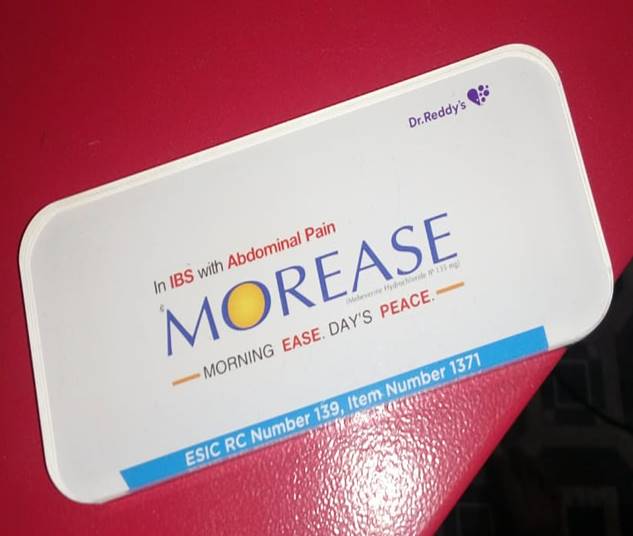 Dr.Reddy's
In IBS with Abdominal Pain
MOREASE
(Mebeverine Hydrochloride IP 135 mg)
MORNING EASE. DAY'S PEACE.
ESIC RC Number 139, Item Number 1371